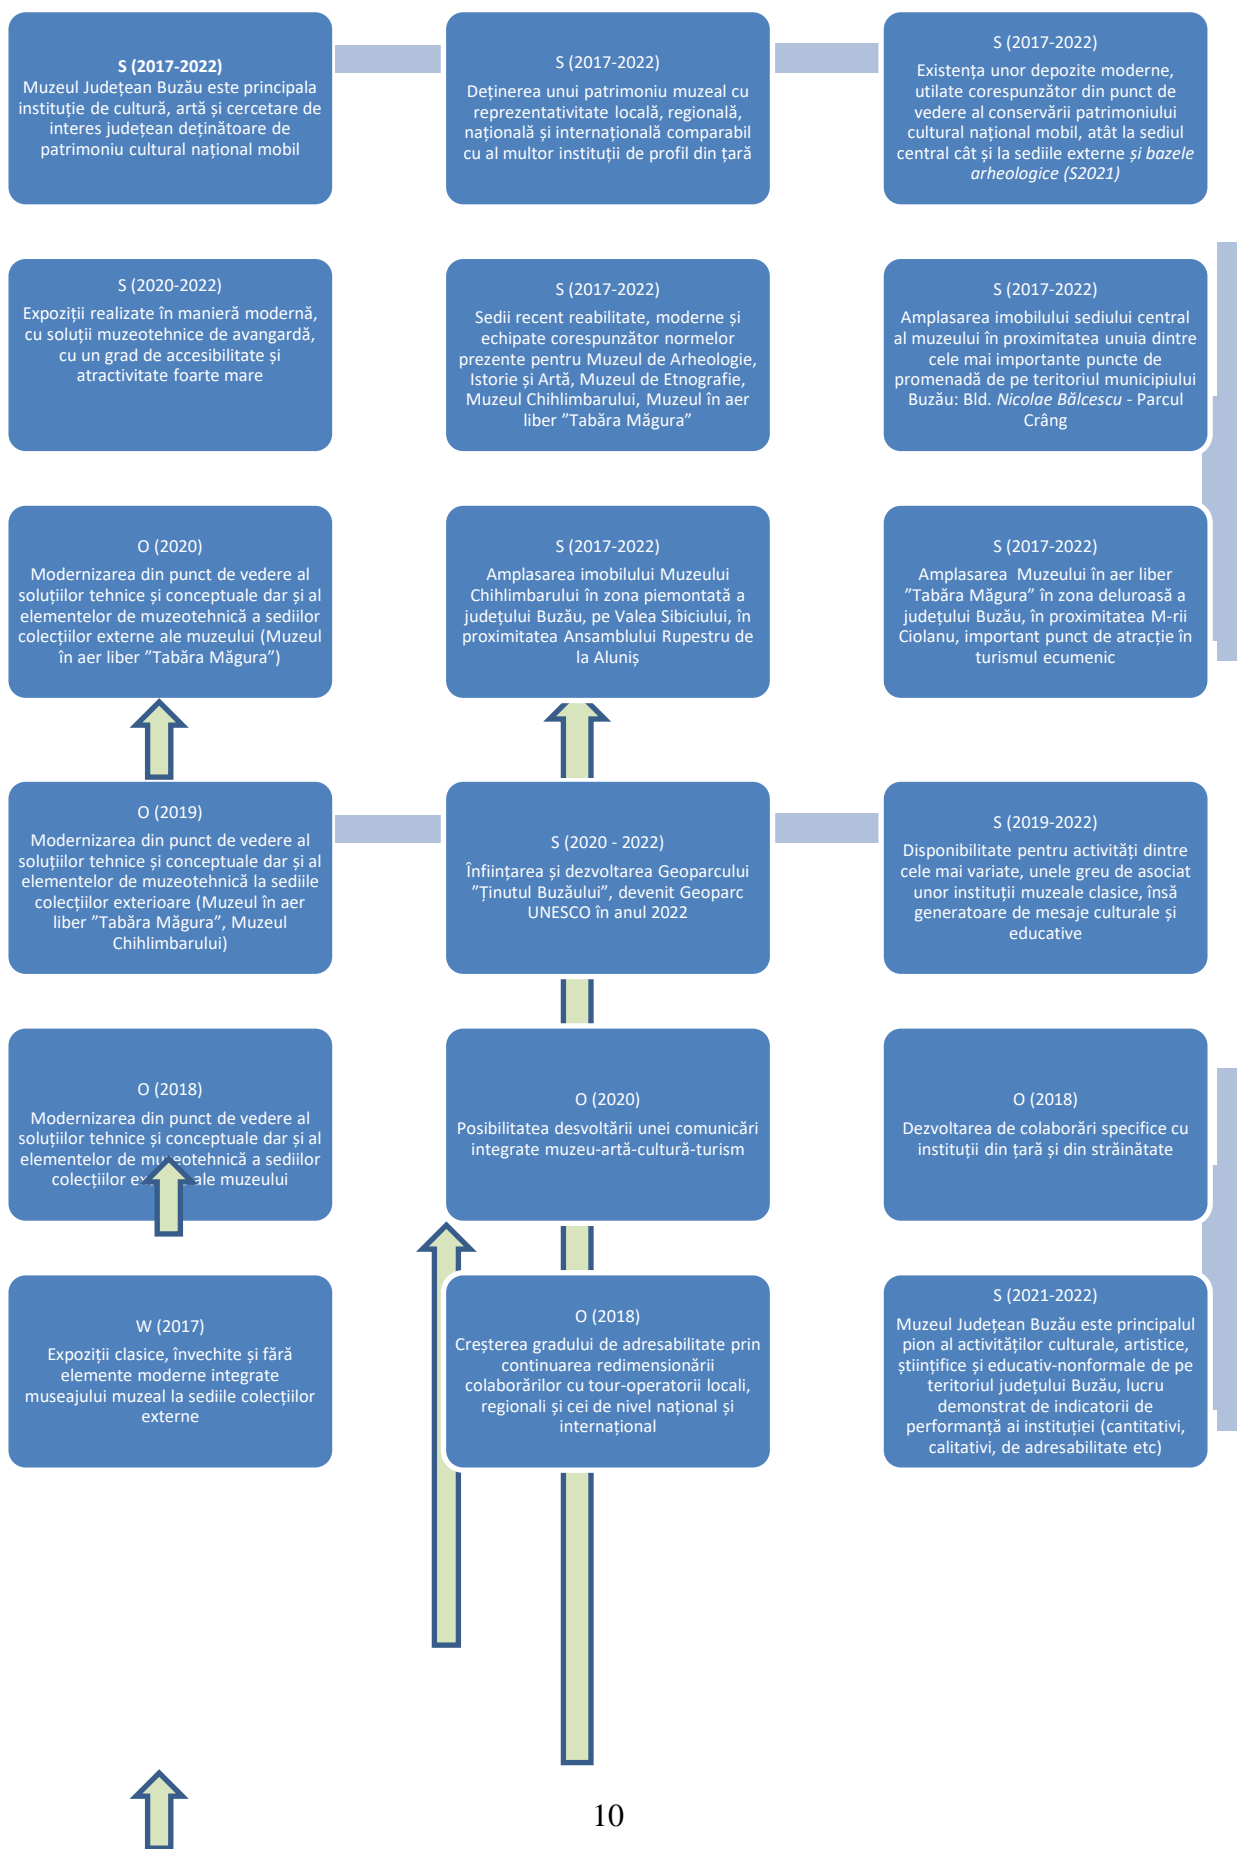 S (2017-2022)
Muzeul Județean Buzău este principala
instituție de cultură, artă și cercetare de
interes județean deținătoare de
patrimoniu cultural național mobil
S (2017-2022)
Deținerea unui patrimoniu muzeal cu
reprezentativitate locală, regională,
națională și internațională comparabil
cu al multor instituții de profil din țară
S (2017-2022)
Existența unor depozite moderne,
utilate corespunzător din punct de
vedere al conservării patrimoniului
cultural național mobil, atât la sediul
central cât și la sediile externe și bazele
arheologice (S2021)
S (2020-2022)
Expoziții realizate în manieră modernă,
cu soluții muzeotehnice de avangardă,
cu un grad de accesibilitate și
atractivitate foarte mare
S (2017-2022)
Sedii recent reabilitate, moderne și
echipate corespunzător normelor
prezente pentru Muzeul de Arheologie,
Istorie și Artă, Muzeul de Etnografie,
Muzeul Chihlimbarului, Muzeul în aer
liber ”Tabăra Măgura”
S (2017-2022)
Amplasarea imobilului sediului central
al muzeului în proximitatea unuia dintre
cele mai importante puncte de
promenadă de pe teritoriul municipiului
Buzău: Bld. Nicolae Bălcescu - Parcul
Crâng
O (2020)
Modernizarea din punct de vedere al
soluțiilor tehnice și conceptuale dar și al
elementelor de muzeotehnică a sediilor
colecțiilor externe ale muzeului (Muzeul
în aer liber ”Tabăra Măgura”)
S (2017-2022)
Amplasarea imobilului Muzeului
Chihlimbarului în zona piemontată a
județului Buzău, pe Valea Sibiciului, în
proximitatea Ansamblului Rupestru de
la Aluniș
S (2017-2022)
Amplasarea Muzeului în aer liber
”Tabăra Măgura” în zona deluroasă a
județului Buzău, în proximitatea M-rii
Ciolanu, important punct de atracție în
turismul ecumenic
O (2019)
Modernizarea din punct de vedere al
soluțiilor tehnice și conceptuale dar și al
elementelor de muzeotehnică la sediile
colecțiilor exterioare (Muzeul în aer
liber ”Tabăra Măgura”, Muzeul
Chihlimbarului)
S (2020 - 2022)
Înființarea și dezvoltarea Geoparcului
”Ținutul Buzăului”, devenit Geoparc
UNESCO în anul 2022
S (2019-2022)
Disponibilitate pentru activități dintre
cele mai variate, unele greu de asociat
unor instituții muzeale clasice, însă
generatoare de mesaje culturale și
educative
O (2018)
Modernizarea din punct de vedere al
soluțiilor tehnice și conceptuale dar și al
elementelor de muzeotehnică a sediilor
colecțiilor ale muzeului
O (2020)
Posibilitatea desvoltării unei comunicări
integrate muzeu-artă-cultură-turism
O (2018)
Dezvoltarea de colaborări specifice cu
instituții din țară și din străinătate
W (2017)
Expoziții clasice, învechite și fără
elemente moderne integrate
museajului muzeal la sediile colecțiilor
externe
O (2018)
Creșterea gradului de adresabilitate prin
continuarea redimensionării
colaborărilor cu tour-operatorii locali,
regionali și cei de nivel național și
internațional
S (2021-2022)
Muzeul Județean Buzău este principalul
pion al activităților culturale, artistice,
științifice și educativ-nonformale de pe
teritoriul județului Buzău, lucru
demonstrat de indicatorii de
performanță ai instituției (cantitativi,
calitativi, de adresabilitate etc)
10